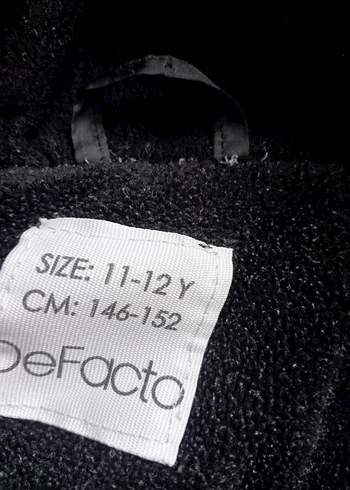 SIZE: 11-12 Y
CM: 146-152
DeFacto